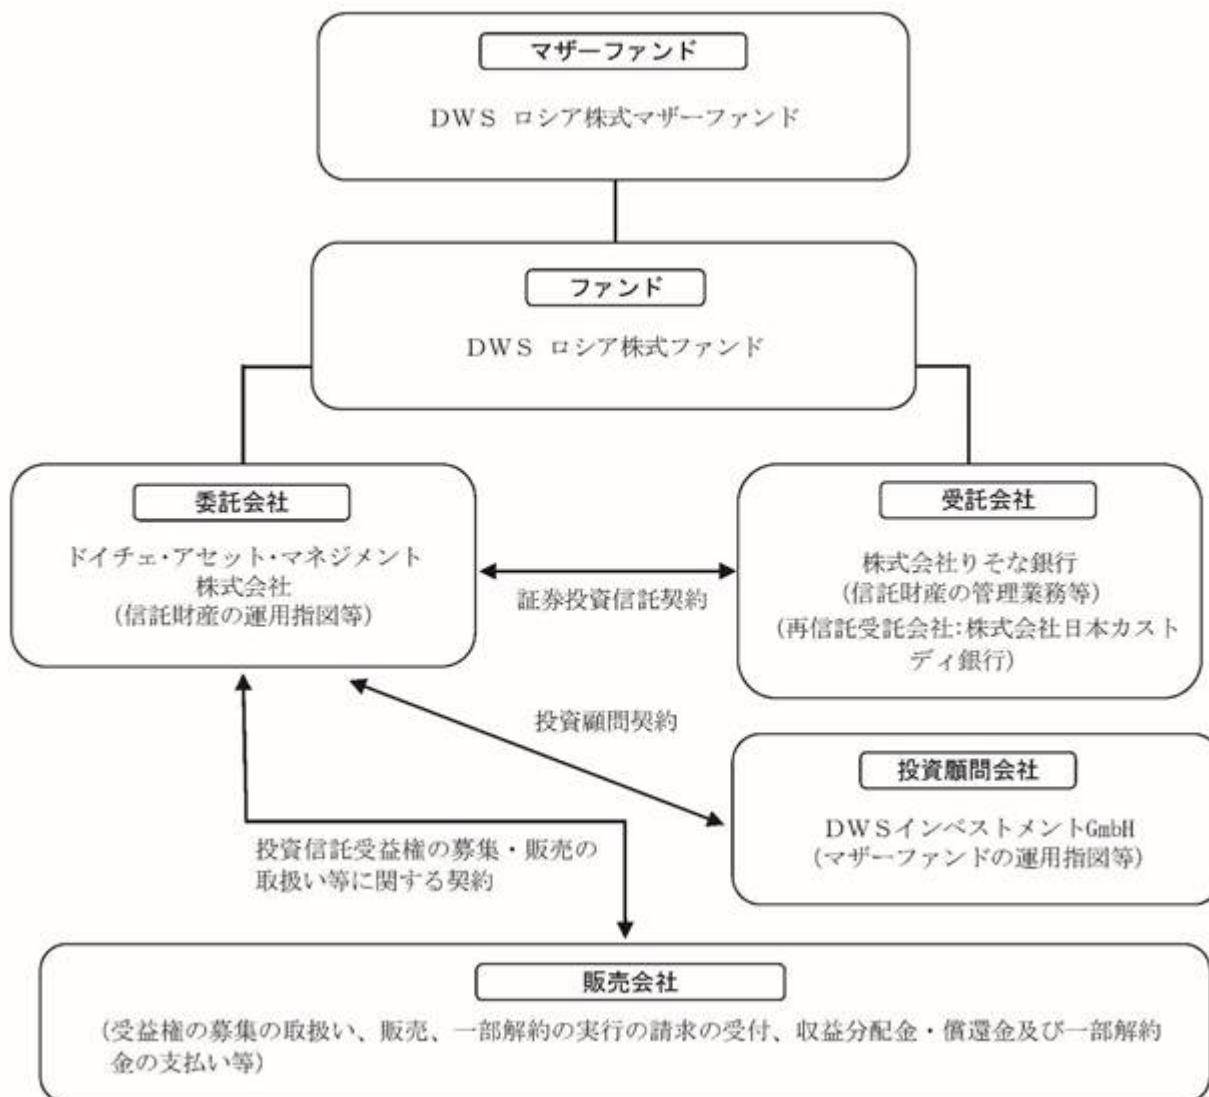 マザーファンド
DWS ロシア株式マザーファンド
ファンド
DWS ロシア株式ファンド
委託会社
ドイチェ・アセット・マネジメント
株式会社
(信託財産の運用指図等)
証券投資信託契約
受託会社
株式会社りそな銀行
(信託財産の管理業務等)
(再信託受託会社:株式会社日本カスト
ディ銀行)
投資顧問契約
投資顧問会社
DWSインベストメントGmbH
(マザーファンドの運用指図等)
投資信託受益権の募集・販売の
取扱い等に関する契約
販売会社
(受益権の募集の取扱い、販売、一部解約の実行の請求の受付、収益分配金・償還金及び一部解約
金の支払い等)